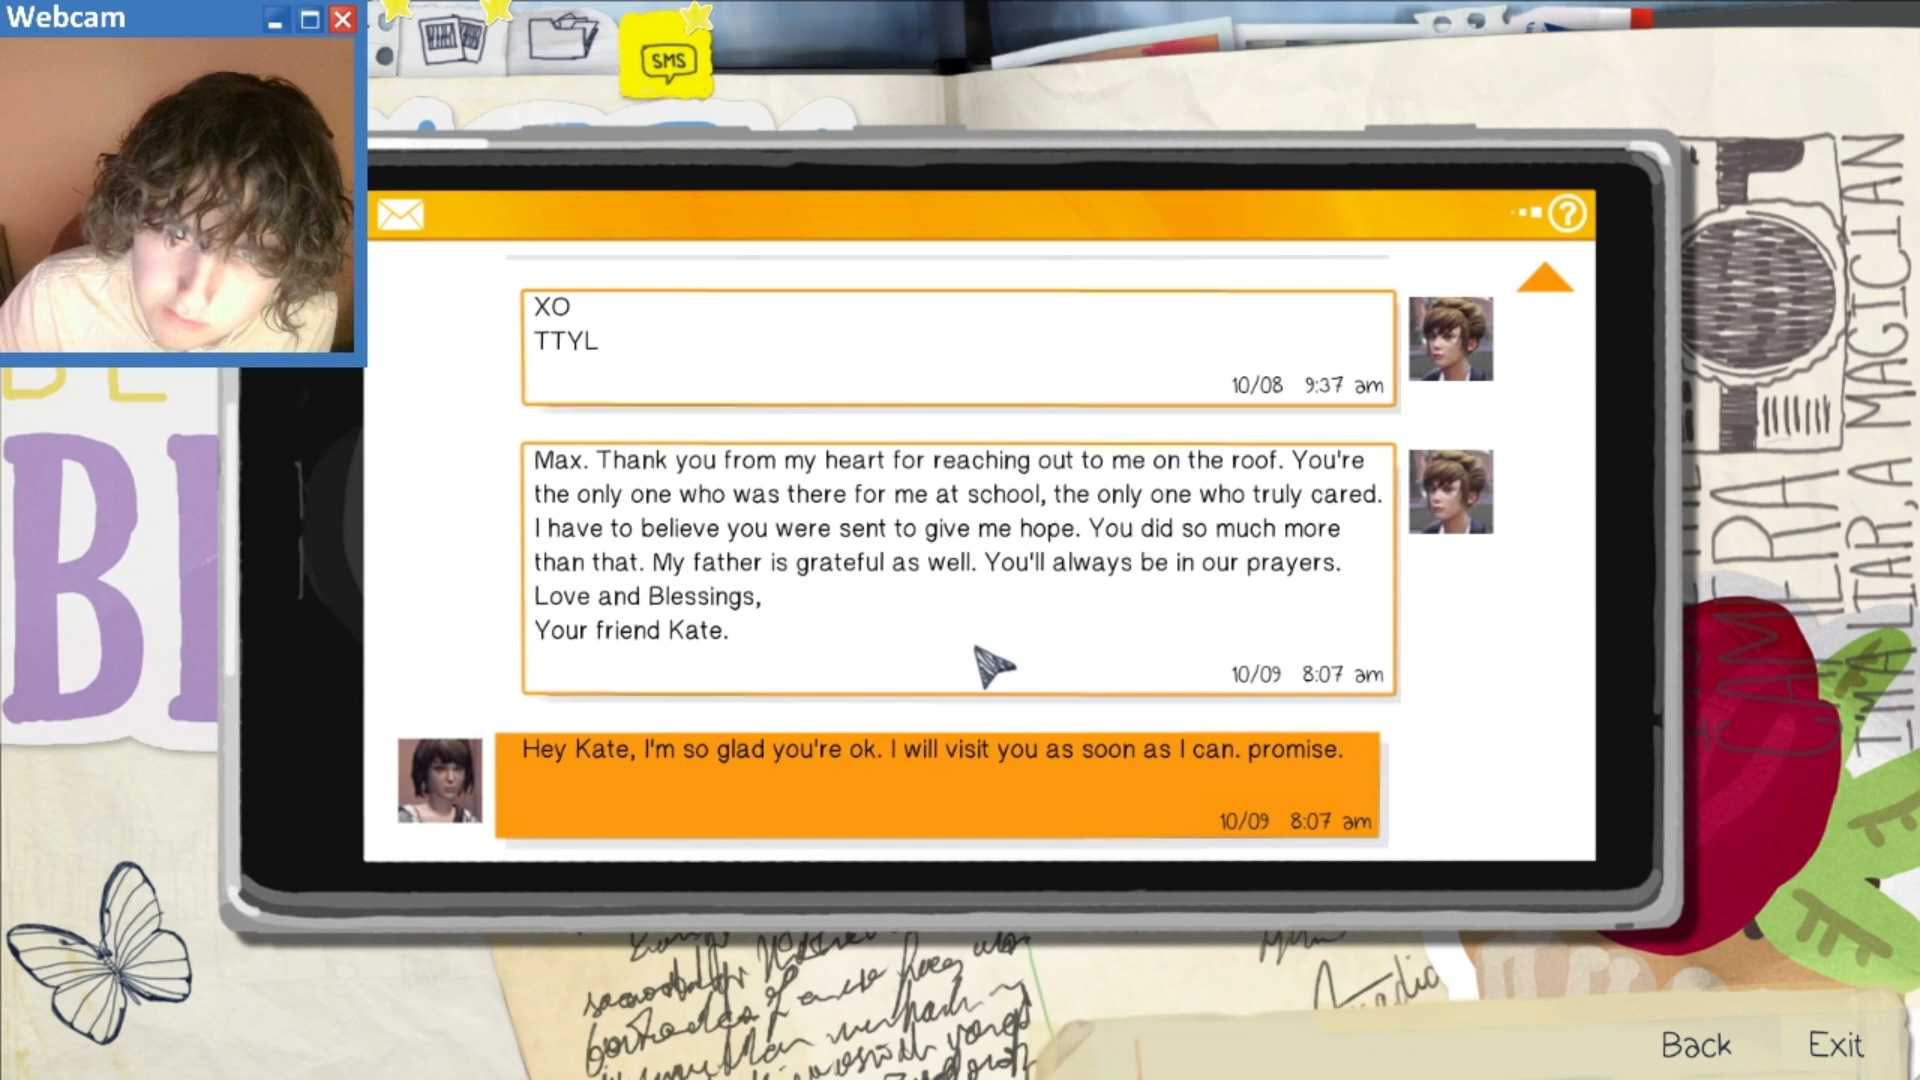 Webcam
SMS
XO
TTYL
10/08 9:37 am
Max. Thank you from my heart for reaching out to me on the roof. You're
the only one who was there for me at school, the only one who truly cared.
I have to believe you were sent to give me hope. You did so much more
than that. My father is grateful as well. You'll always be in our prayers.
Love and Blessings,
Your friend Kate.
10/09 8:07 am
Hey Kate, I'm so glad you're ok. I will visit you as soon as I can. promise.
10/09 8:07 am
Back
Exit